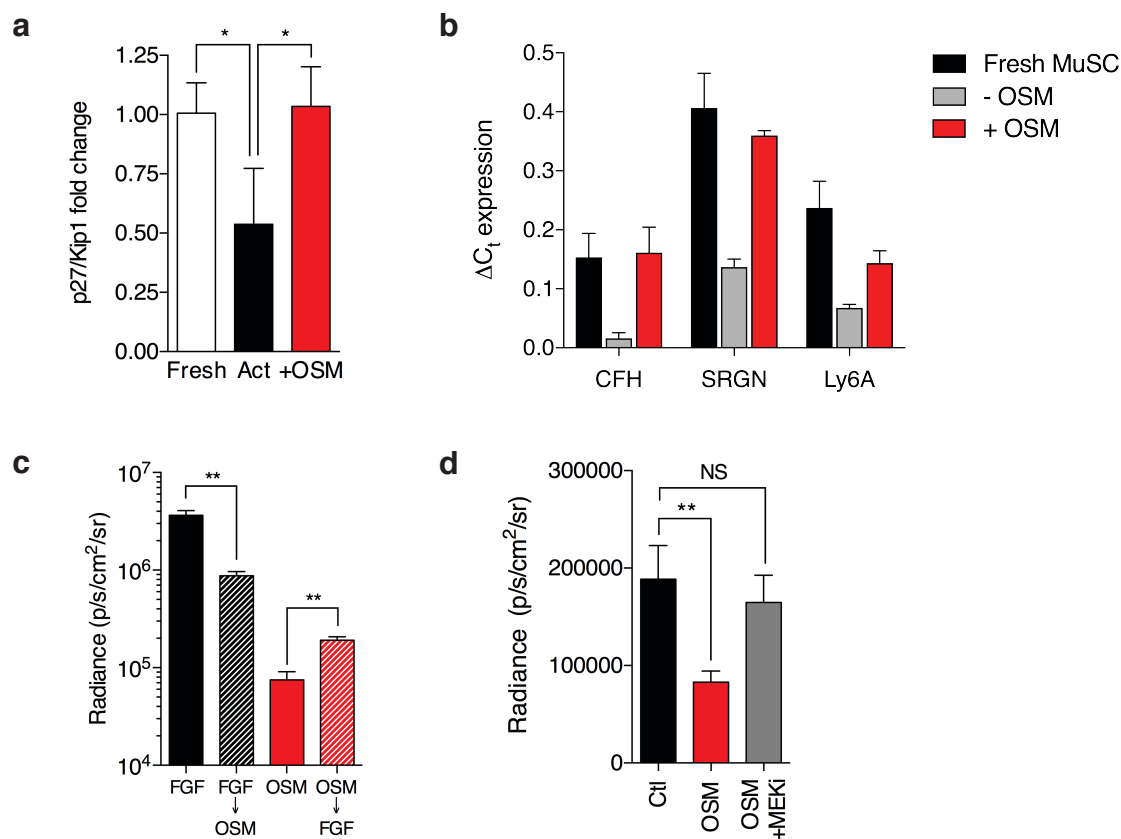 a
* *
1.25
1.00
0.75
0.50
0.25
0.00
p27/Kip1 fold change
Fresh Act +OSM
b
0.5
0.4
0.3
0.2
0.1
0.0
ΔCt expression
CFH SRGN Ly6A
Fresh MuSC
- OSM
+ OSM
c
10⁷
10⁶
10⁵
10⁴
Radiance (p/s/cm²/sr)
** **
FGF FGF OSM OSM
↓ ↓
OSM FGF
d
300000
200000
100000
0
Radiance (p/s/cm²/sr)
NS
**
Ctl
OSM
OSM
+MEKi